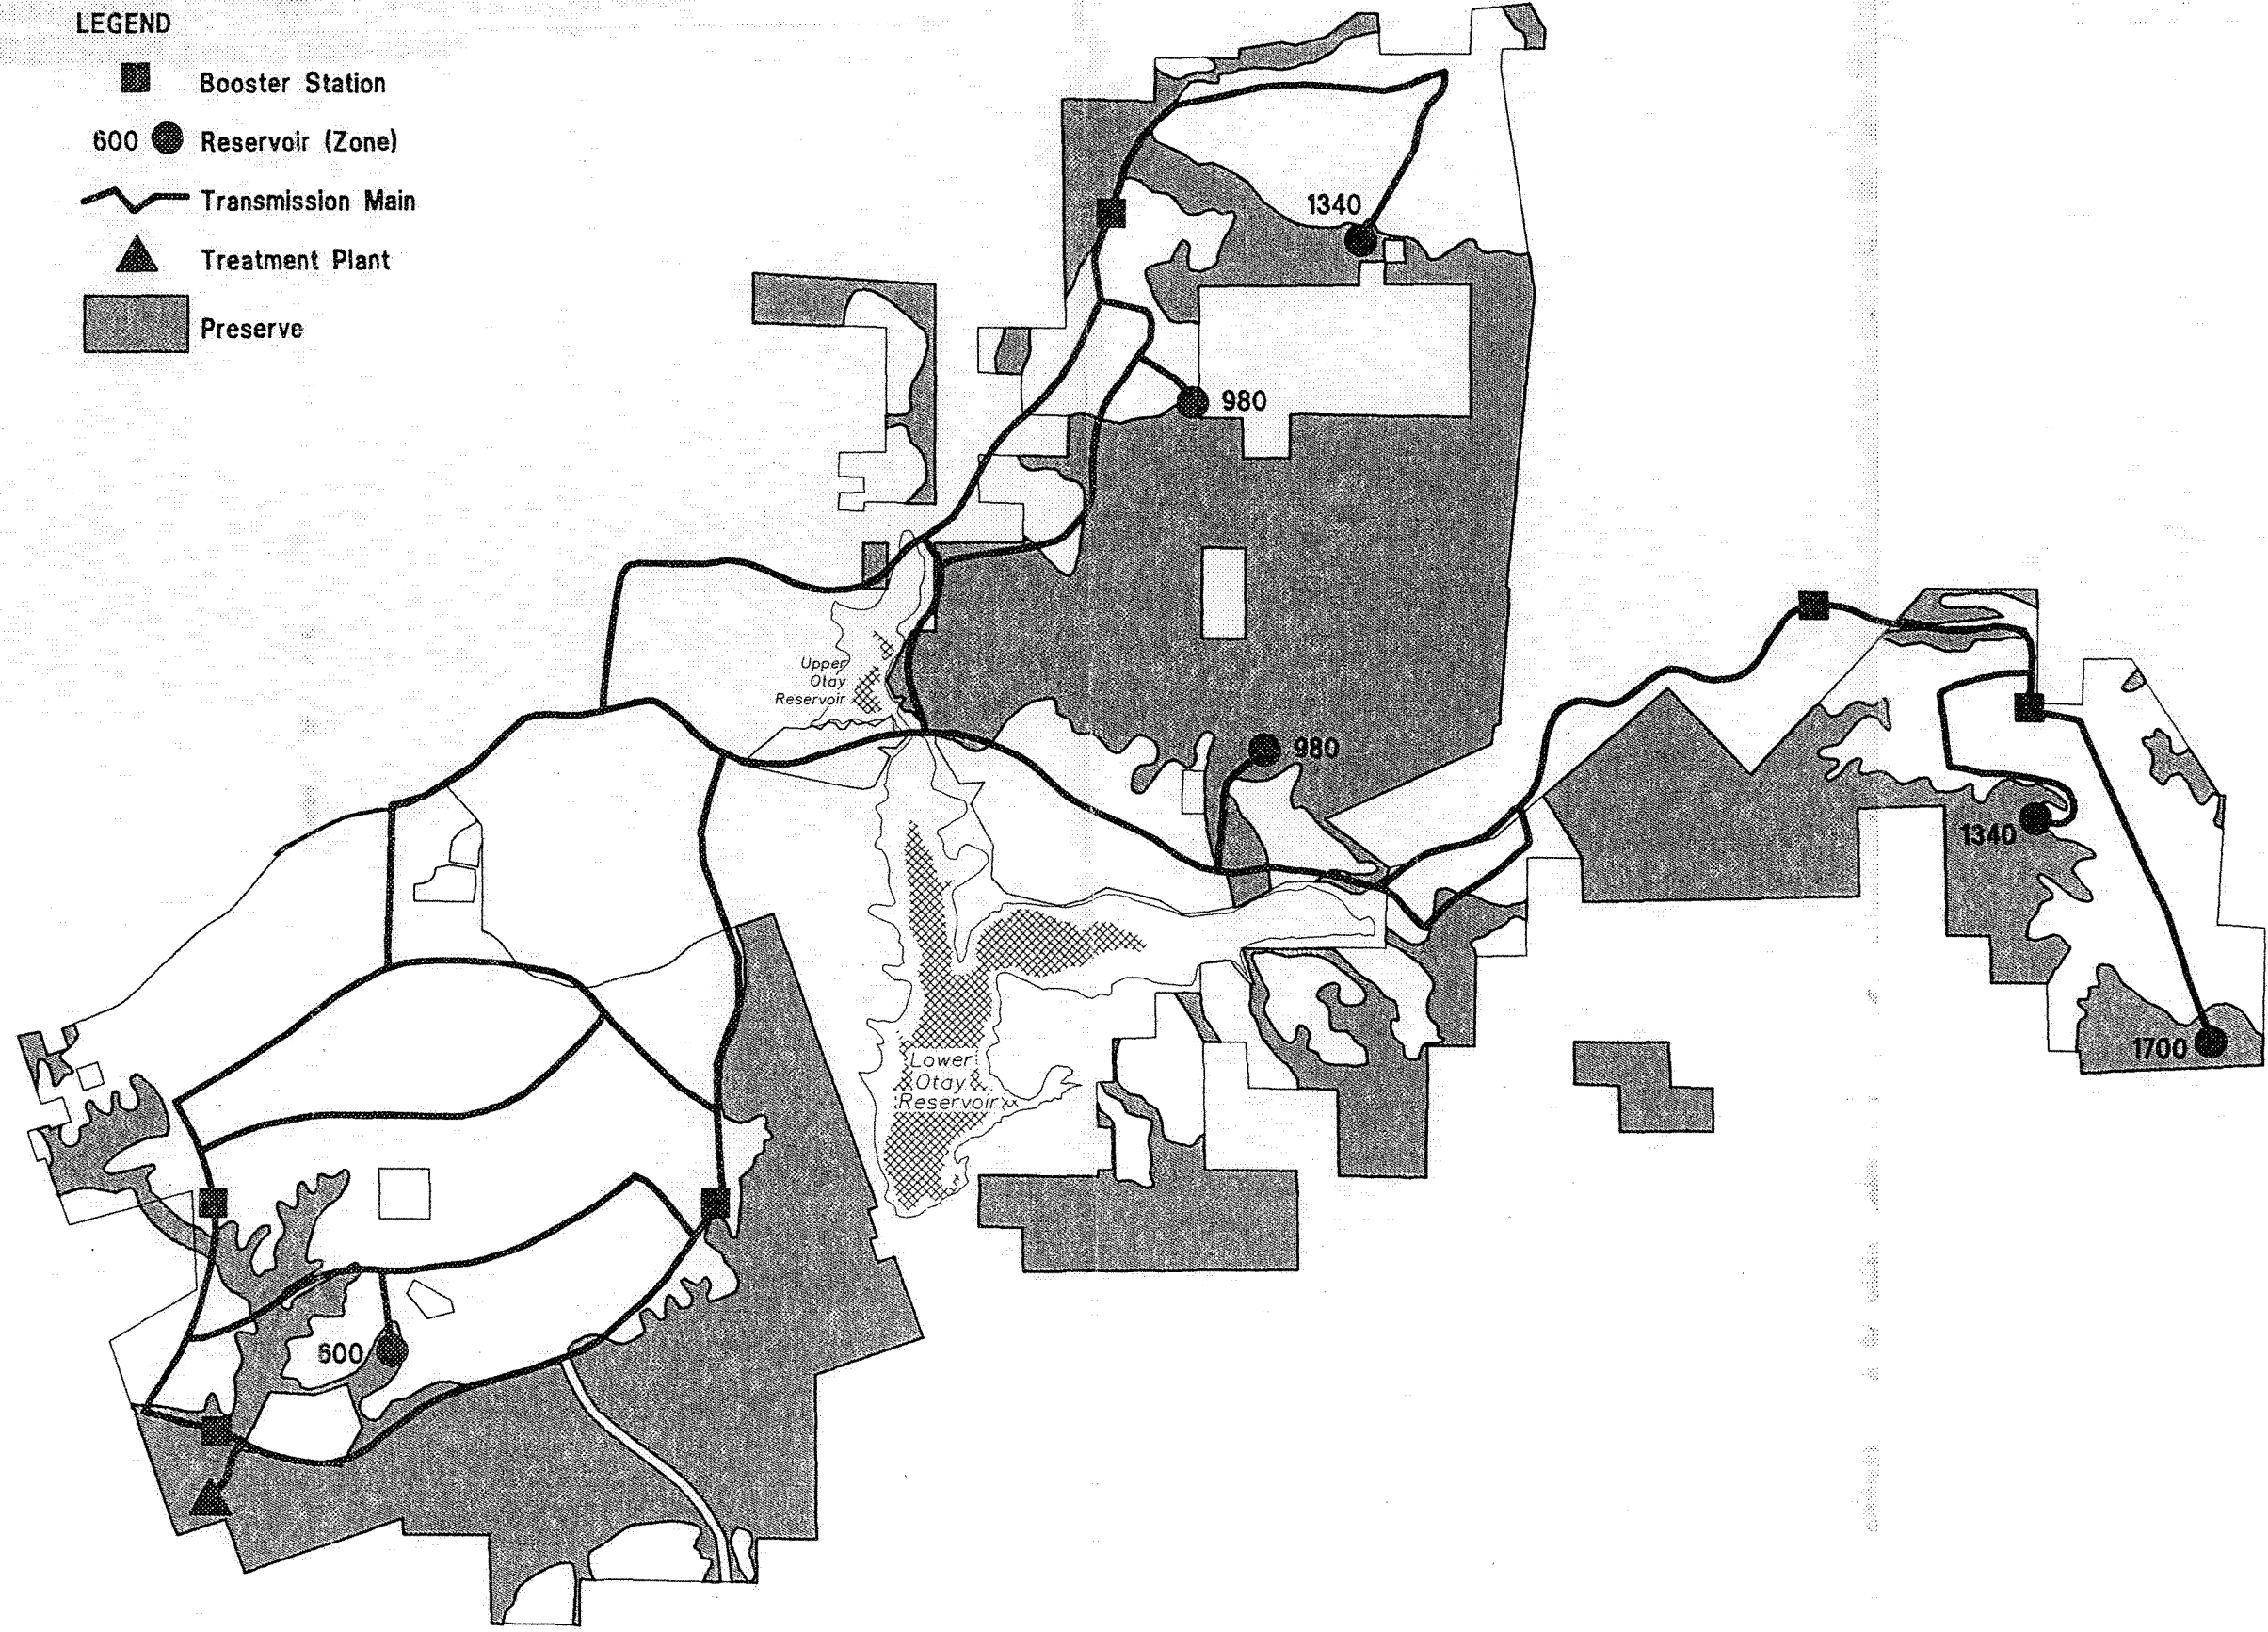 LEGEND
Booster Station
600 Reservoir (Zone)
Transmission Main
Treatment Plant
Preserve
1340
980
Upper
Otay
Reservoir
980
1340
1700
Lower
Otay
Reservoir
600